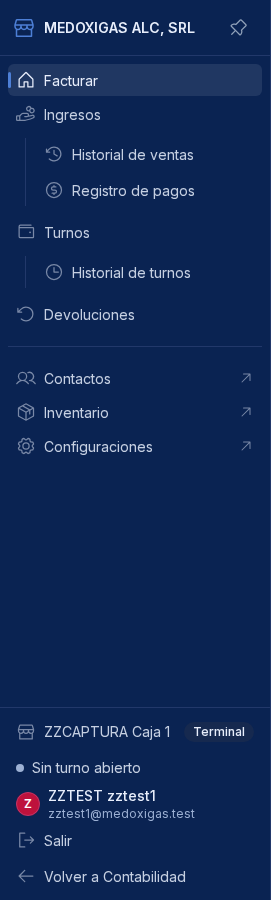 MEDOXIGAS ALC, SRL
Facturar
Ingresos
Historial de ventas
Registro de pagos
Turnos
Historial de turnos
Devoluciones
Contactos
Inventario
Configuraciones
ZZCAPTURA Caja 1 Terminal
Sin turno abierto
Z ZZTEST zztest1
zztest1@medoxigas.test
Salir
Volver a Contabilidad